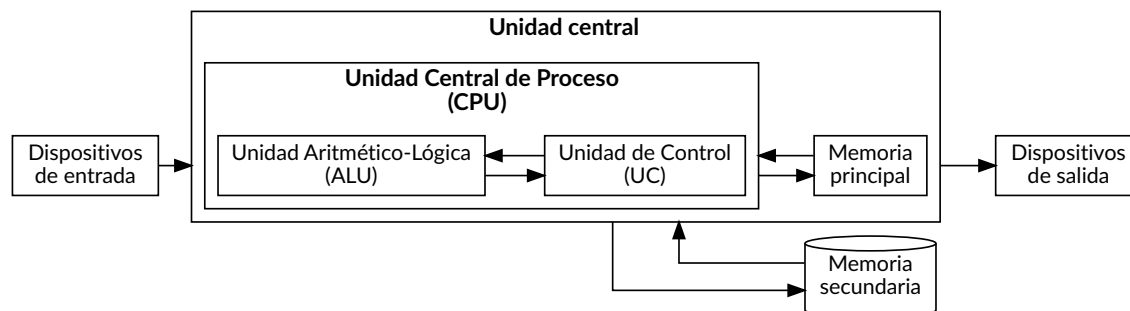 Unidad central
Unidad Central de Proceso
(CPU)
Dispositivos
de entrada
Unidad Aritmético-Lógica
(ALU)
Unidad de Control
(UC)
Memoria
principal
Dispositivos
de salida
Memoria
secundaria